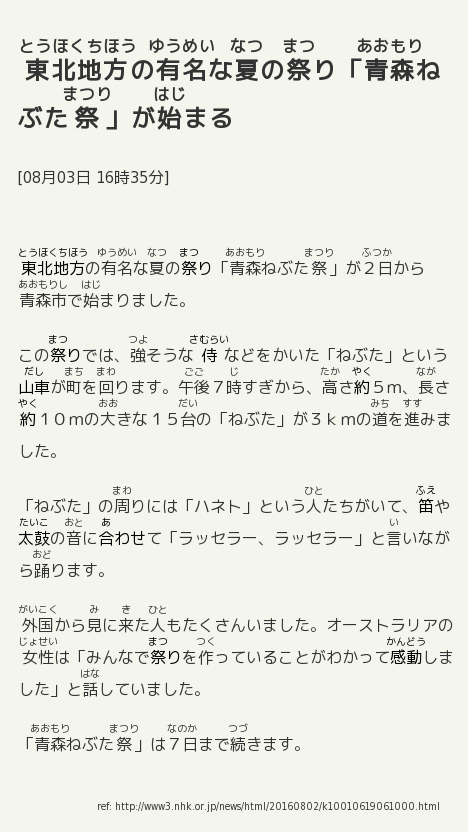 東北地方の有名な夏の祭り「青森ね
ぶた祭」が始まる
[08月03日 16時35分]
東北地方の有名な夏の祭り「青森ねぶた祭」が２日から
青森市で始まりました。
この祭りでは、強そうな侍などをかいた「ねぶた」という
山車が町を回ります。午後７時すぎから、高さ約５ｍ、長さ
約１０ｍの大きな１５台の「ねぶた」が３ｋｍの道を進みま
した。
「ねぶた」の周りには「ハネト」という人たちがいて、笛や
太鼓の音に合わせて「ラッセラー、ラッセラー」と言いなが
ら踊ります。
外国から見に来た人もたくさんいました。オーストラリアの
女性は「みんなで祭りを作っていることがわかって感動しま
した」と話していました。
「青森ねぶた祭」は７日まで続きます。
ref: http://www3.nhk.or.jp/news/html/20160802/k10010619061000.html